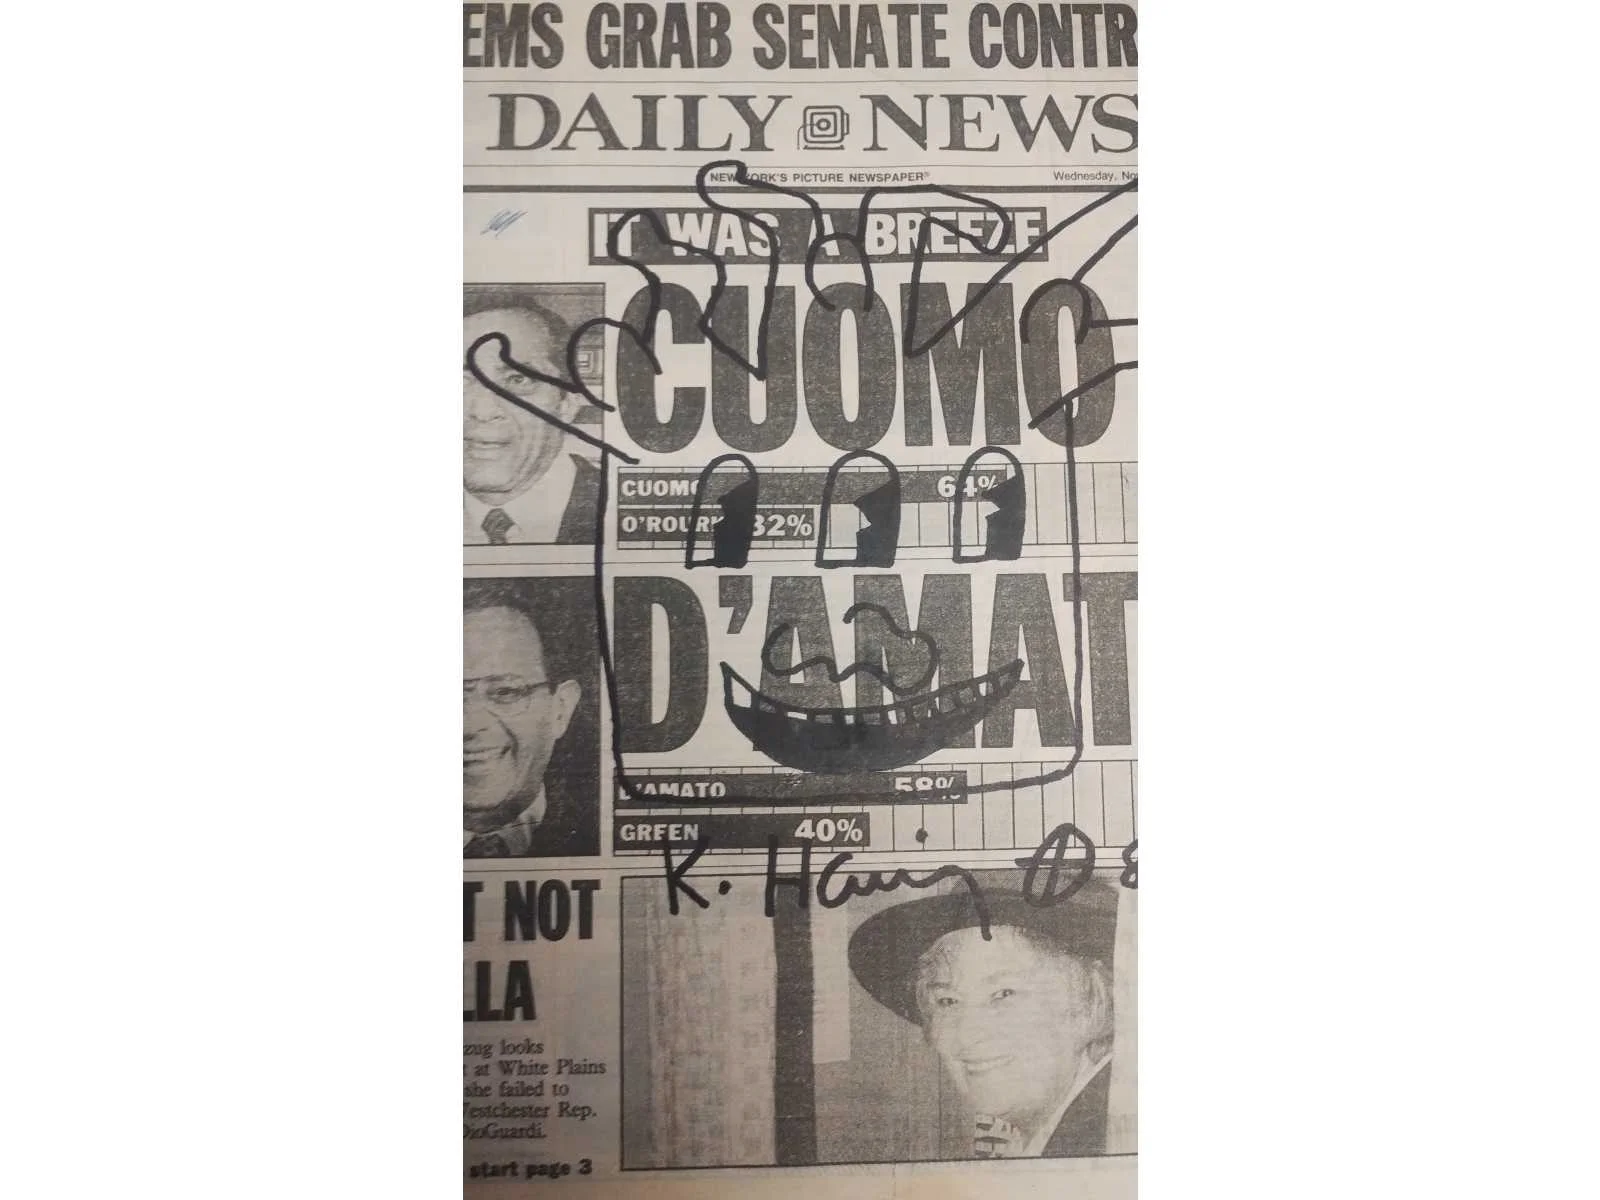 EMS GRAB SENATE CONTR
DAILY NEWS
NEW YORK'S PICTURE NEWSPAPER®
Wednesday, No
IT WAS A BREEZE
CUOMO
CUOMO 64%
O'ROURK 32%
D'AMAT
D'AMATO 58%
GREEN 40%
K. Haring 8
T NOT
LLA
zug looks
t at White Plains
she failed to
Westchester Rep.
DioGuardi.
start page 3